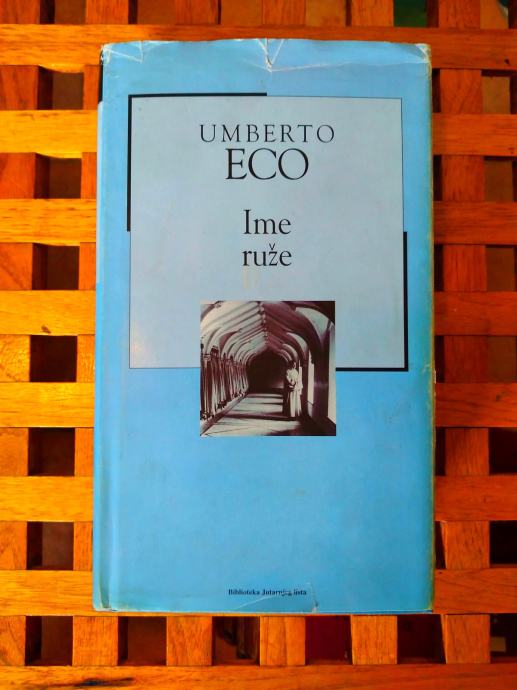 UMBERTO
ECO
Ime
ruže
Biblioteka Jutarnjeg lista